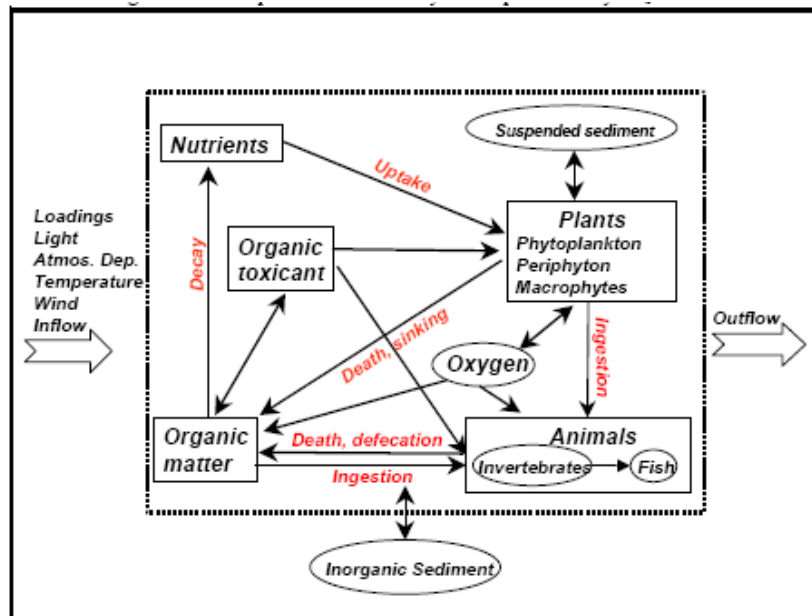 Suspended sediment
Nutrients
Uptake
Plants
Phytoplankton
Periphyton
Macrophytes
Loadings
Light
Atmos. Dep.
Temperature
Wind
Inflow
Organic
toxicant
Decay
Outflow
Death, sinking
Oxygen
Ingestion
Organic
matter
Death, defecation
Ingestion
Animals
Invertebrates
Fish
Inorganic Sediment